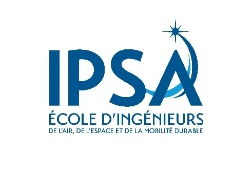 IPSA
ÉCOLE D'INGÉNIEURS
DE L'AIR, DE L'ESPACE ET DE LA MOBILITÉ DURABLE